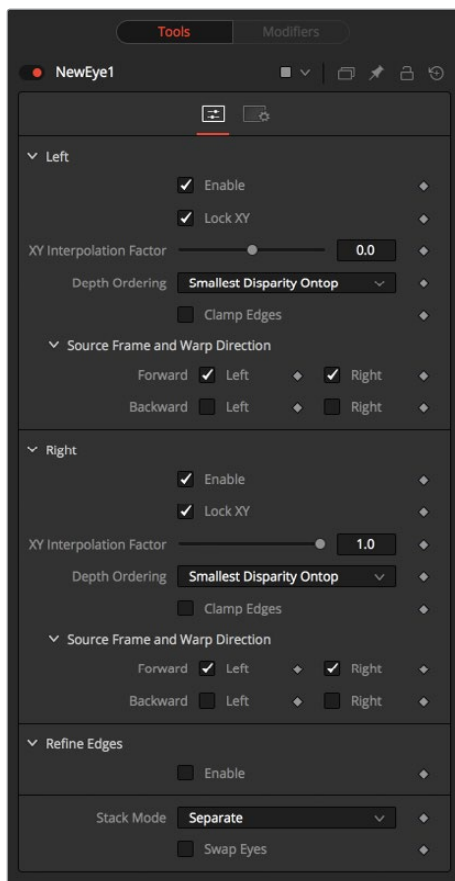 Tools Modifiers
NewEye1
Left
Enable
Lock XY
XY Interpolation Factor 0.0
Depth Ordering Smallest Disparity Ontop
Clamp Edges
Source Frame and Warp Direction
Forward Left Right
Backward Left Right
Right
Enable
Lock XY
XY Interpolation Factor 1.0
Depth Ordering Smallest Disparity Ontop
Clamp Edges
Source Frame and Warp Direction
Forward Left Right
Backward Left Right
Refine Edges
Enable
Stack Mode Separate
Swap Eyes